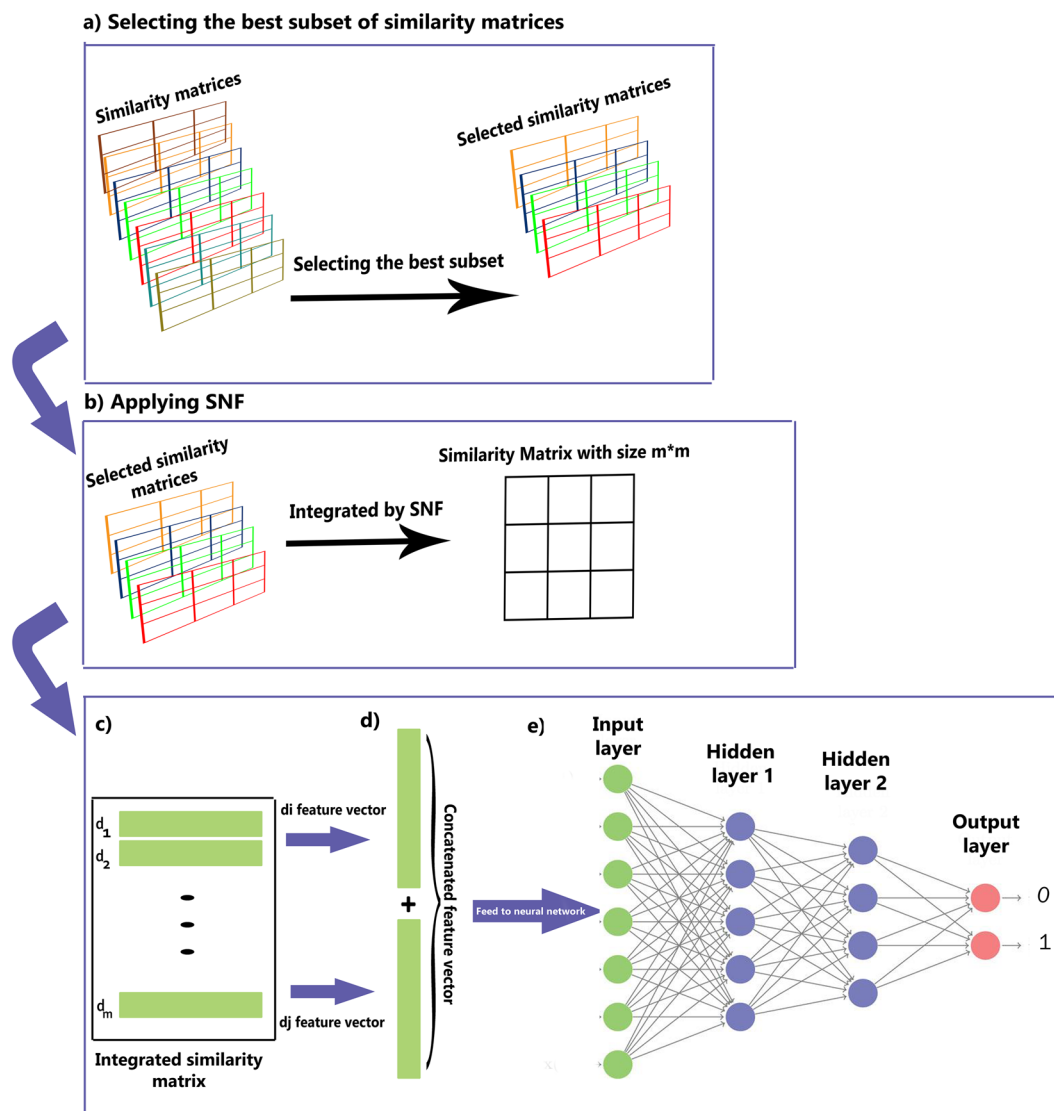 a) Selecting the best subset of similarity matrices
Similarity matrices
Selected similarity matrices
Selecting the best subset
b) Applying SNF
Selected similarity
matrices
Integrated by SNF
Similarity Matrix with size m*m
c)
d1
d2
dm
Integrated similarity
matrix
di feature vector
dj feature vector
d)
+
Concatenated feature vector
Feed to neural network
e)
Input
layer
Hidden
layer 1
Hidden
layer 2
Output
layer
0
1